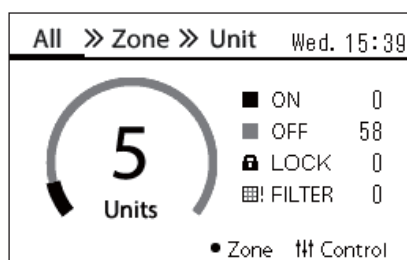 All » Zone » Unit Wed. 15:39
5
Units
ON 0
OFF 58
LOCK 0
FILTER 0
Zone Control